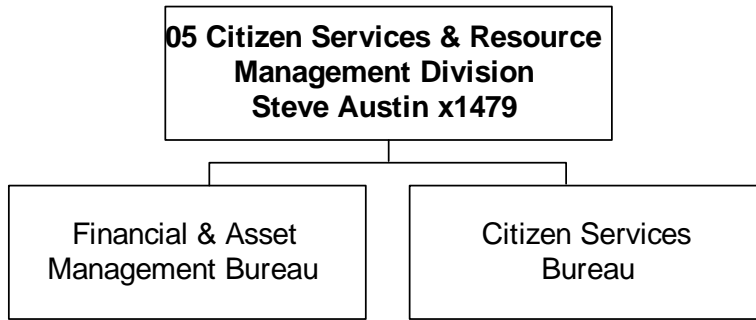 05 Citizen Services & Resource
Management Division
Steve Austin x1479
Financial & Asset
Management Bureau
Citizen Services
Bureau